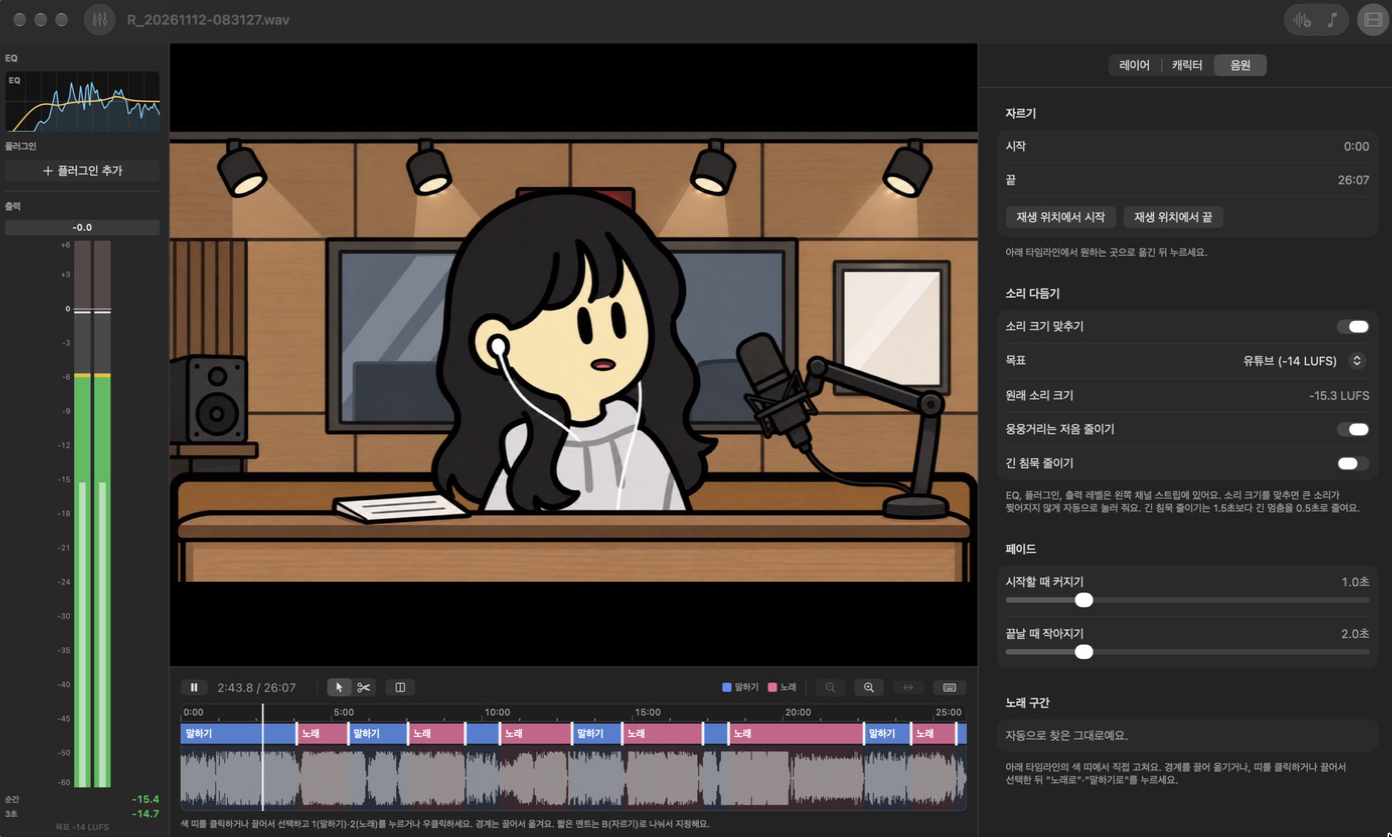 R_20261112-083127.wav
EQ
EQ
플러그인
+ 플러그인 추가
출력
-0.0
+6
+3
0
-3
-6
-9
-12
-15
-18
-21
-24
-30
-35
-40
-45
-50
-60
순간 -15.4
3초 -14.7
목표 -14 LUFS
2:43.8 / 26:07
말하기 노래
0:00 5:00 10:00 15:00 20:00 25:00
말하기 노래 말하기 노래 노래 말하기 노래 노래 말하기 노래
색 띠를 클릭하거나 끌어서 선택하고 1(말하기)·2(노래)를 누르거나 우클릭하세요. 경계는 끌어서 옮겨요. 짧은 멘트는 B(자르기)로 나눠서 지정해요.
레이어 캐릭터 음원
자르기
시작 0:00
끝 26:07
재생 위치에서 시작 재생 위치에서 끝
아래 타임라인에서 원하는 곳으로 옮긴 뒤 누르세요.
소리 다듬기
소리 크기 맞추기
목표 유튜브 (-14 LUFS)
원래 소리 크기 -15.3 LUFS
웅웅거리는 저음 줄이기
긴 침묵 줄이기
EQ, 플러그인, 출력 레벨은 왼쪽 채널 스트립에 있어요. 소리 크기를 맞추면 큰 소리가
찢어지지 않게 자동으로 눌러 줘요. 긴 침묵 줄이기는 1.5초보다 긴 멈춤을 0.5초로 줄여요.
페이드
시작할 때 커지기 1.0초
끝날 때 작아지기 2.0초
노래 구간
자동으로 찾은 그대로예요.
아래 타임라인의 색 띠에서 직접 고쳐요. 경계를 끌어 옮기거나, 띠를 클릭하거나 끌어서
선택한 뒤 "노래로"·"말하기로"를 누르세요.